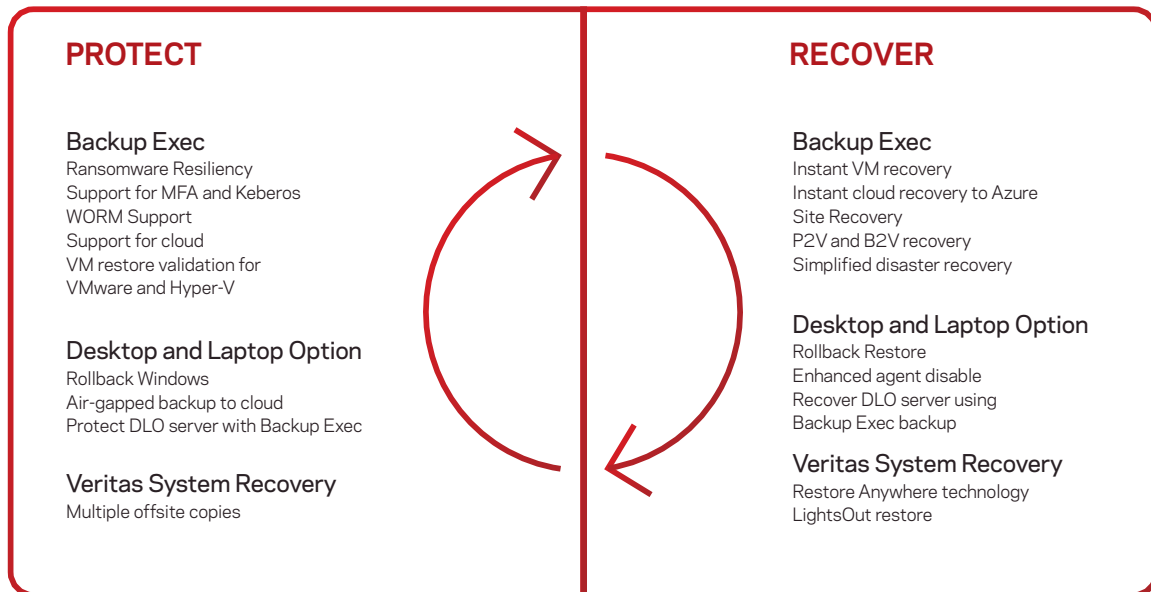 PROTECT
Backup Exec
Ransomware Resiliency
Support for MFA and Keberos
WORM Support
Support for cloud
VM restore validation for
VMware and Hyper-V
Desktop and Laptop Option
Rollback Windows
Air-gapped backup to cloud
Protect DLO server with Backup Exec
Veritas System Recovery
Multiple offsite copies
RECOVER
Backup Exec
Instant VM recovery
Instant cloud recovery to Azure
Site Recovery
P2V and B2V recovery
Simplified disaster recovery
Desktop and Laptop Option
Rollback Restore
Enhanced agent disable
Recover DLO server using
Backup Exec backup
Veritas System Recovery
Restore Anywhere technology
LightsOut restore